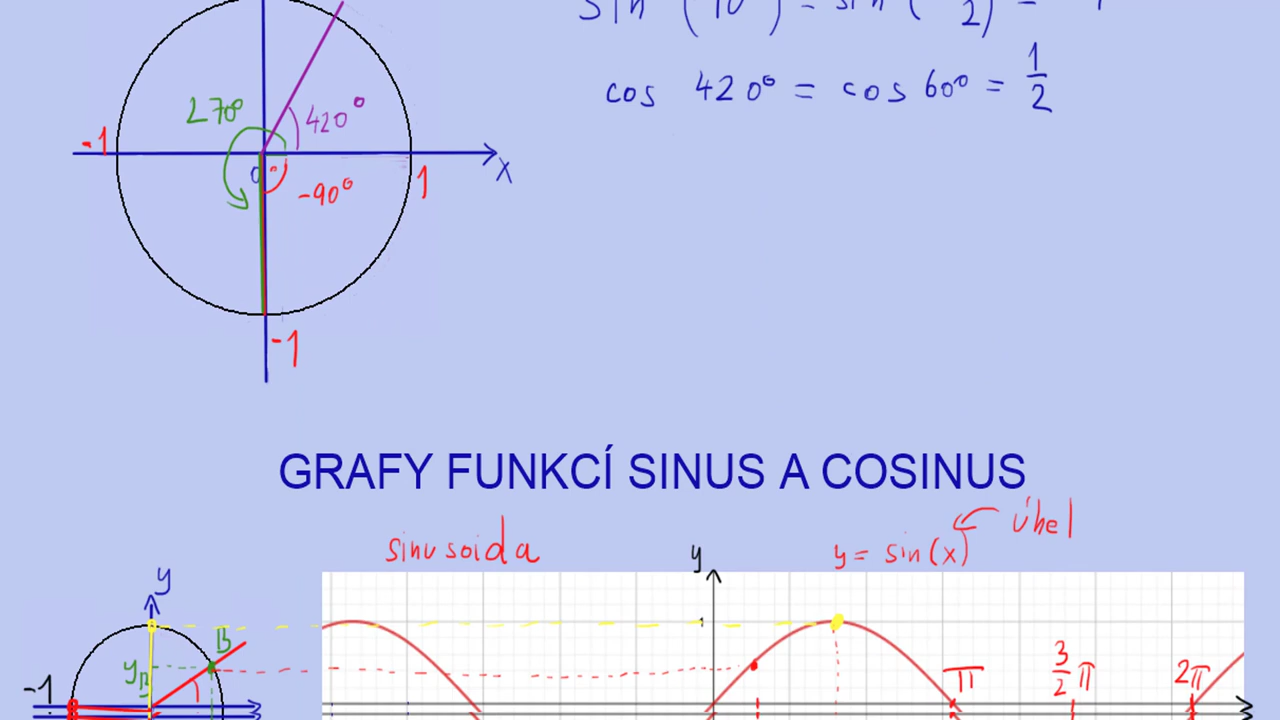 cos 420° = cos 60° = 1/2
270°
420°
-1
0
-90°
1
x
-1
GRAFY FUNKCÍ SINUS A COSINUS
sinusoida
y
y = sin(x)
úhel
y
1
B
y_B
-1
π
3/2 π
2π